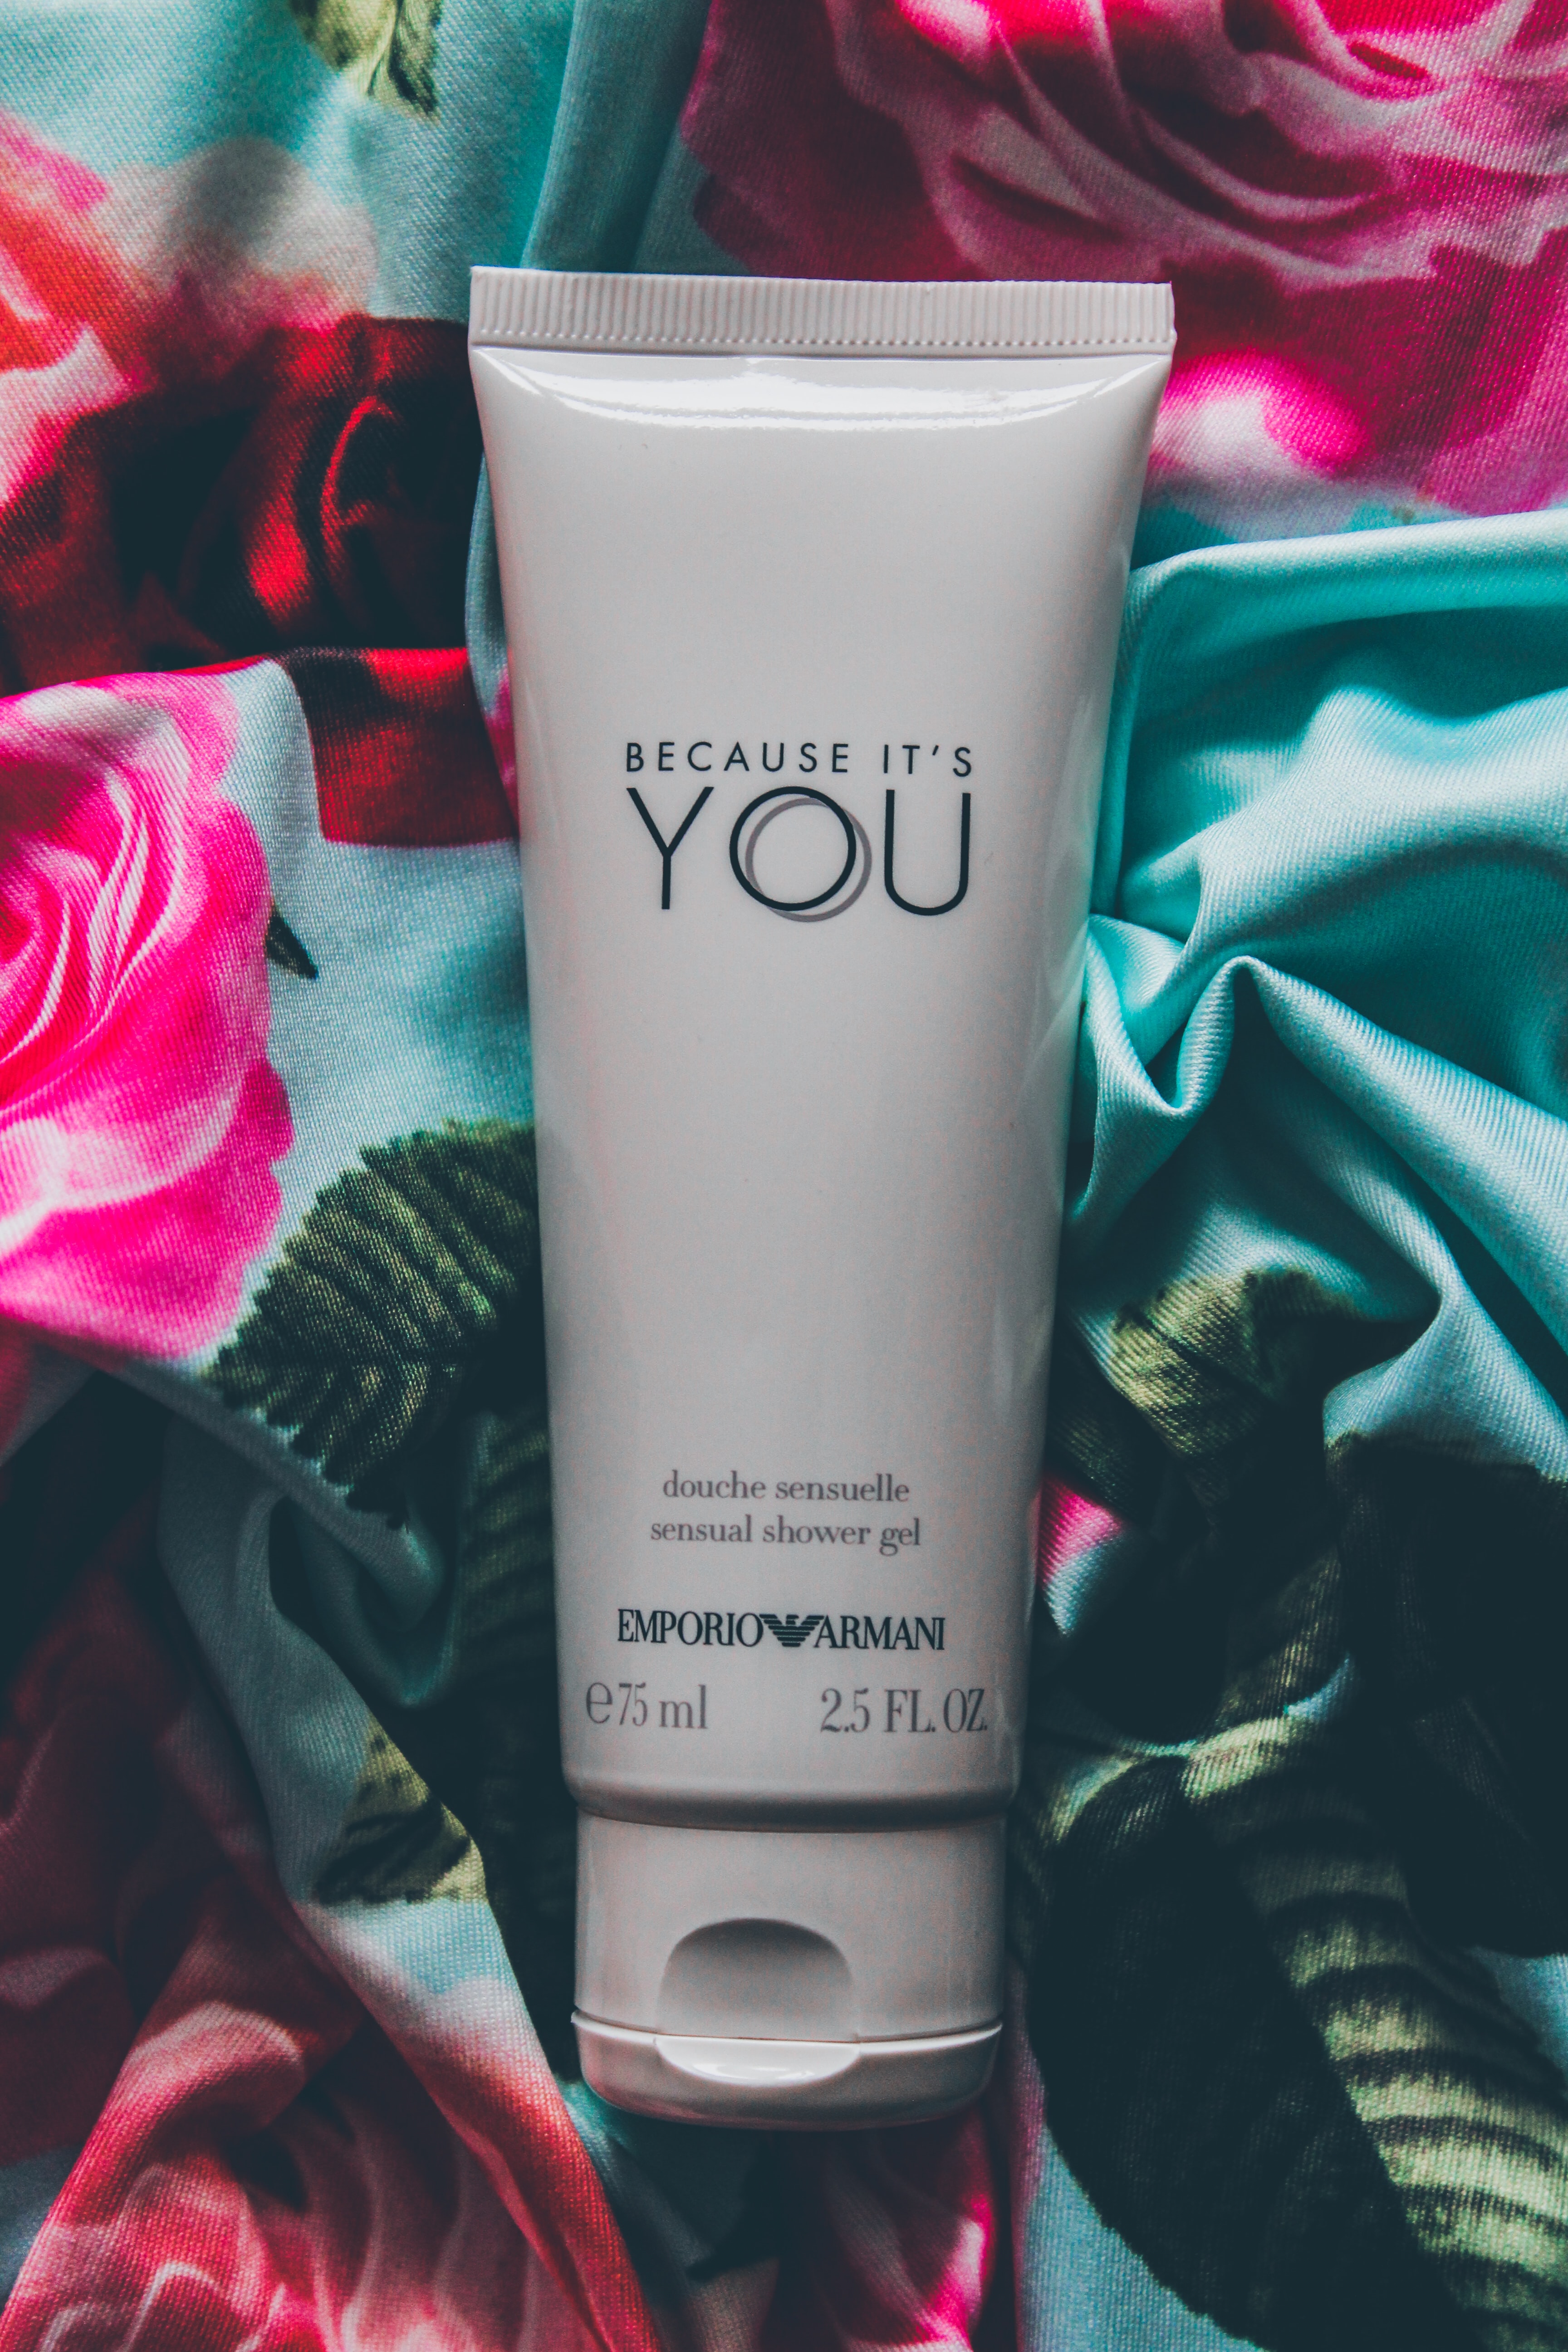 BECAUSE IT'S
YOU
douche sensuelle
sensual shower gel
EMPORIO ARMANI
℮75 ml 2.5 FL. OZ.